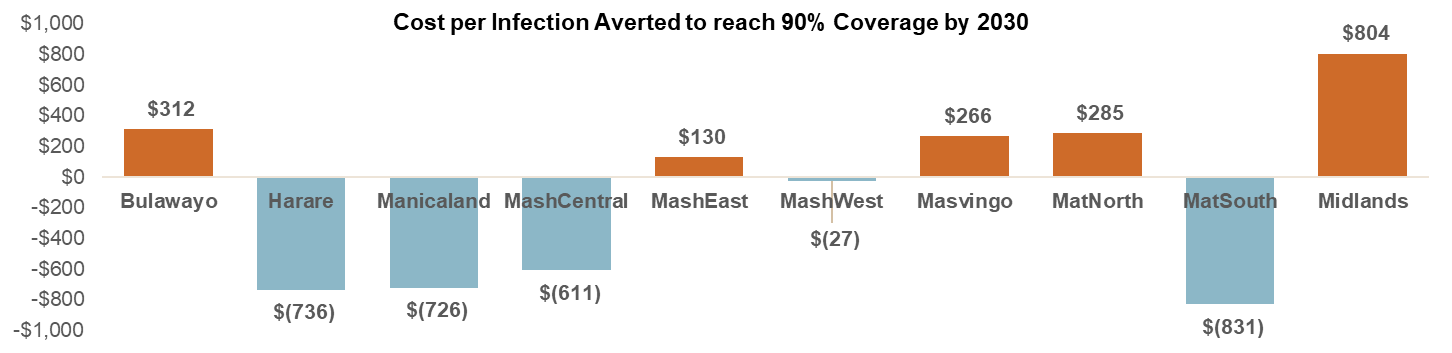 Cost per Infection Averted to reach 90% Coverage by 2030
$1,000
$800
$600
$400
$200
$0
-$200
-$400
-$600
-$800
-$1,000
$312
$(736)
$(726)
$(611)
$130
$(27)
$266
$285
$(831)
$804
Bulawayo
Harare
Manicaland
MashCentral
MashEast
MashWest
Masvingo
MatNorth
MatSouth
Midlands